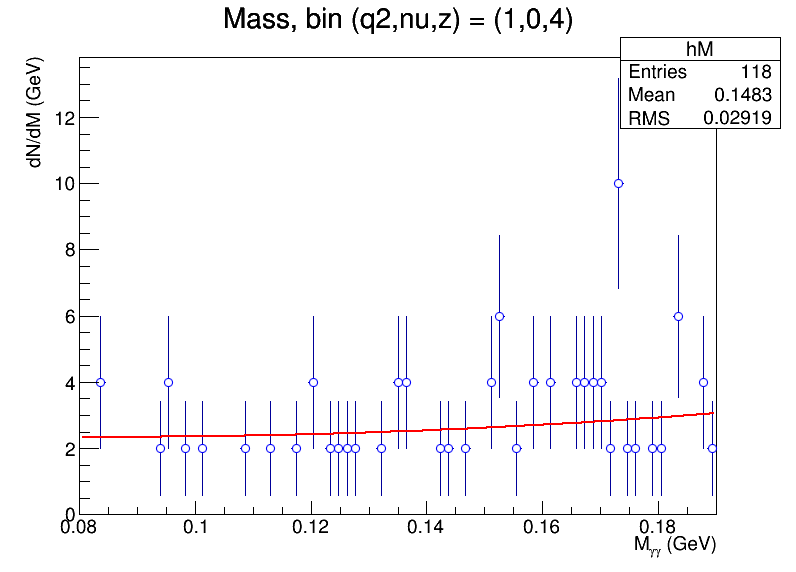 Mass, bin (q2,nu,z) = (1,0,4)
hM
Entries 118
Mean 0.1483
RMS 0.02919
dN/dM (GeV)
12
10
8
6
4
2
0
0.08 0.1 0.12 0.14 0.16 0.18
Mγγ (GeV)